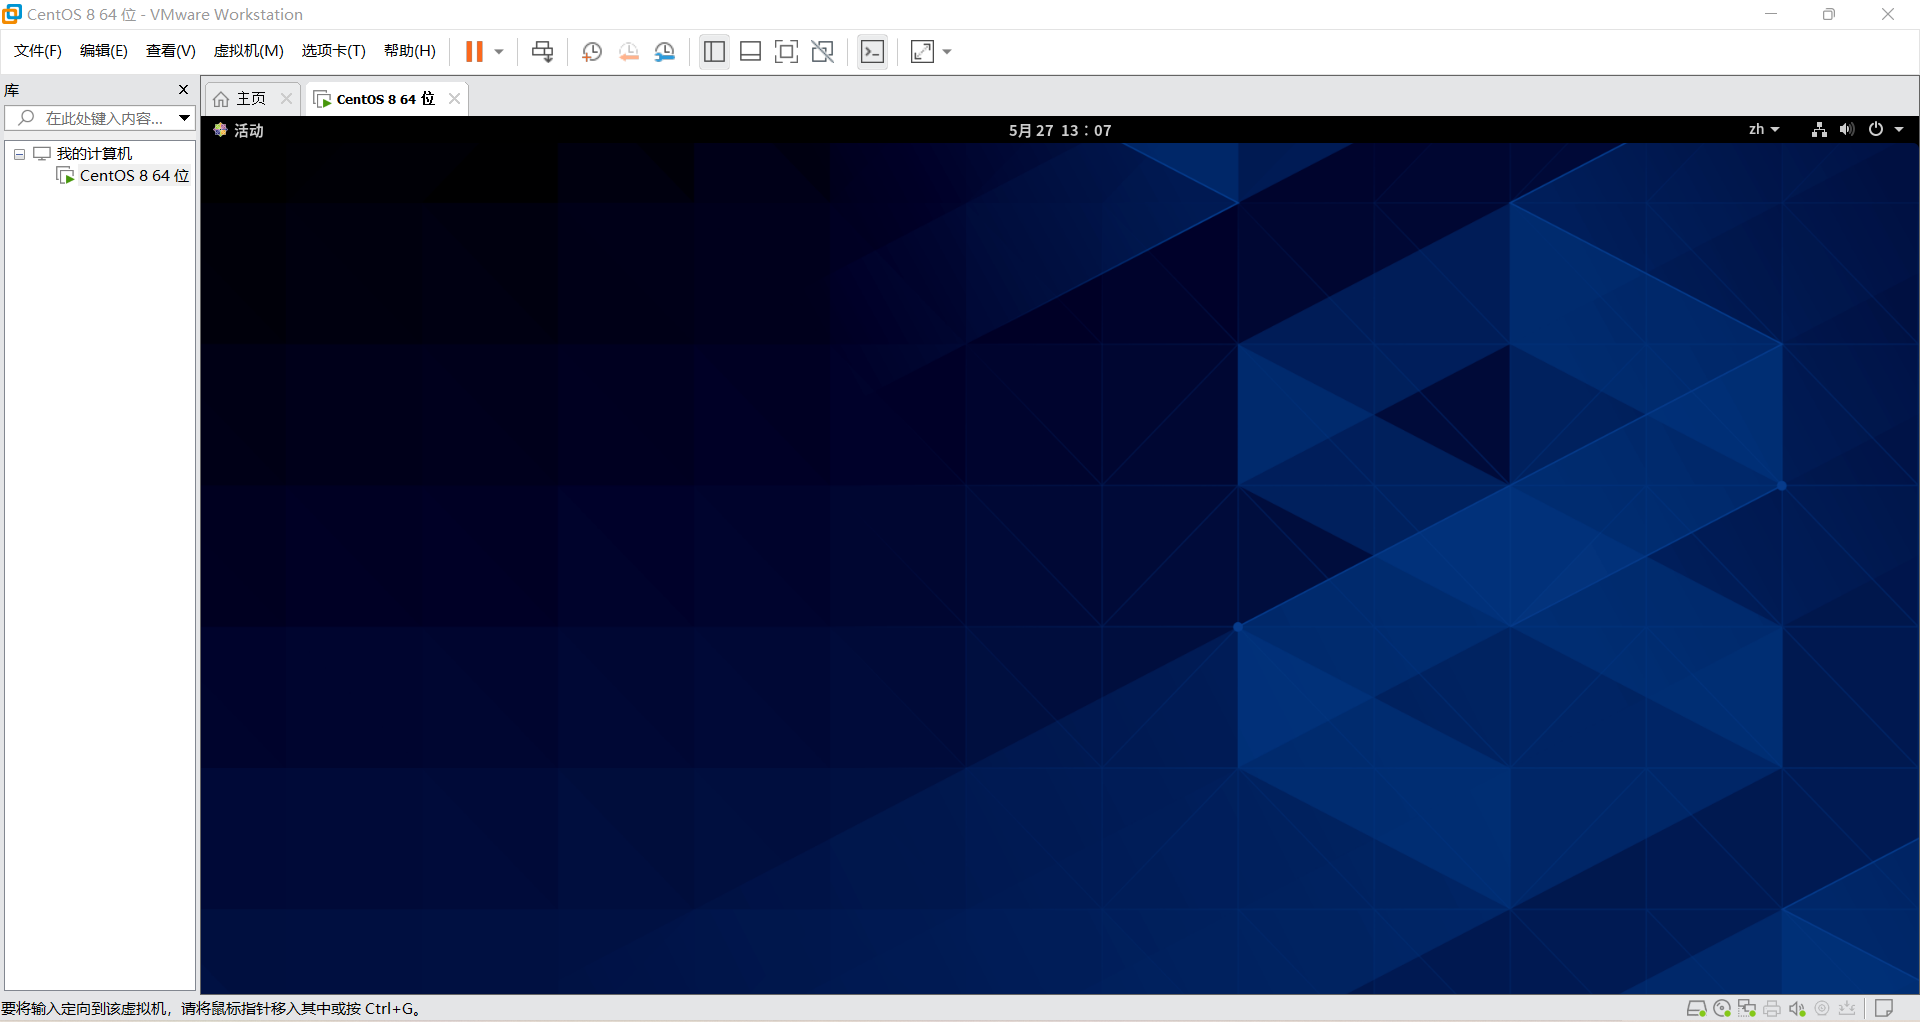 CentOS 8 64 位 - VMware Workstation
文件(F) 编辑(E) 查看(V) 虚拟机(M) 选项卡(T) 帮助(H)
库
在此处键入内容...
我的计算机
CentOS 8 64 位
主页
CentOS 8 64 位
活动
5月 27 13：07
zh
要将输入定向到该虚拟机，请将鼠标指针移入其中或按 Ctrl+G。